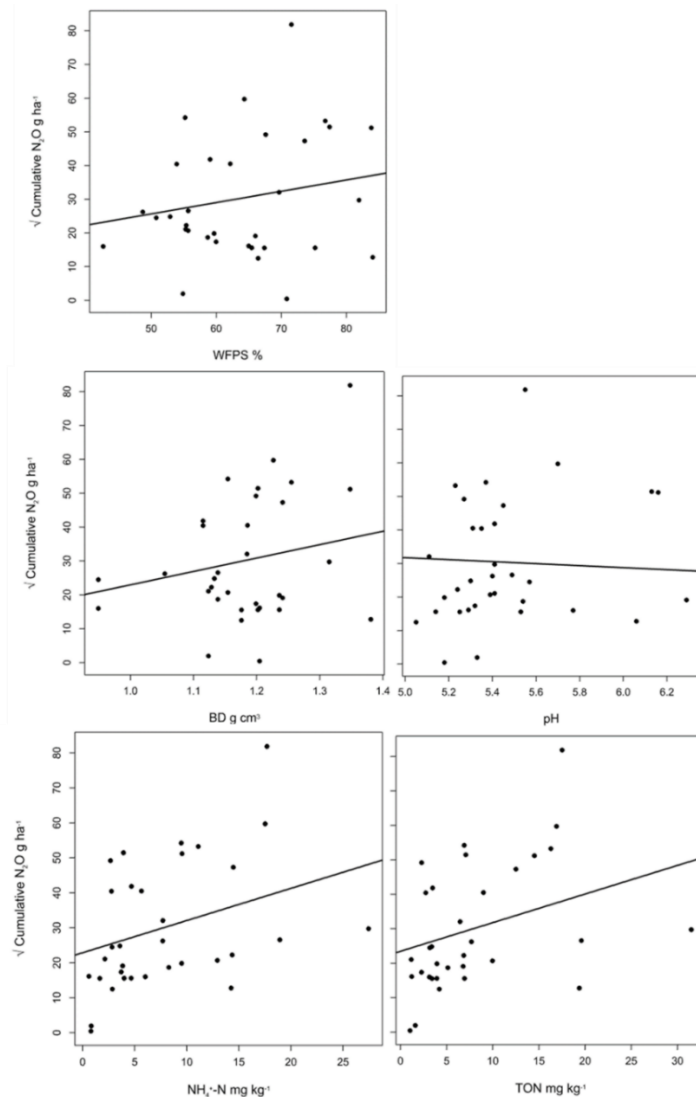 80
70
60
50
40
30
20
10
0
√ Cumulative N₂O g ha⁻¹
50 60 70 80
WFPS %
80
70
60
50
40
30
20
10
0
√ Cumulative N₂O g ha⁻¹
1.0 1.1 1.2 1.3 1.4
BD g cm³
5.0 5.2 5.4 5.6 5.8 6.0 6.2
pH
80
70
60
50
40
30
20
10
0
√ Cumulative N₂O g ha⁻¹
0 5 10 15 20 25
NH₄⁺-N mg kg⁻¹
0 5 10 15 20 25 30
TON mg kg⁻¹